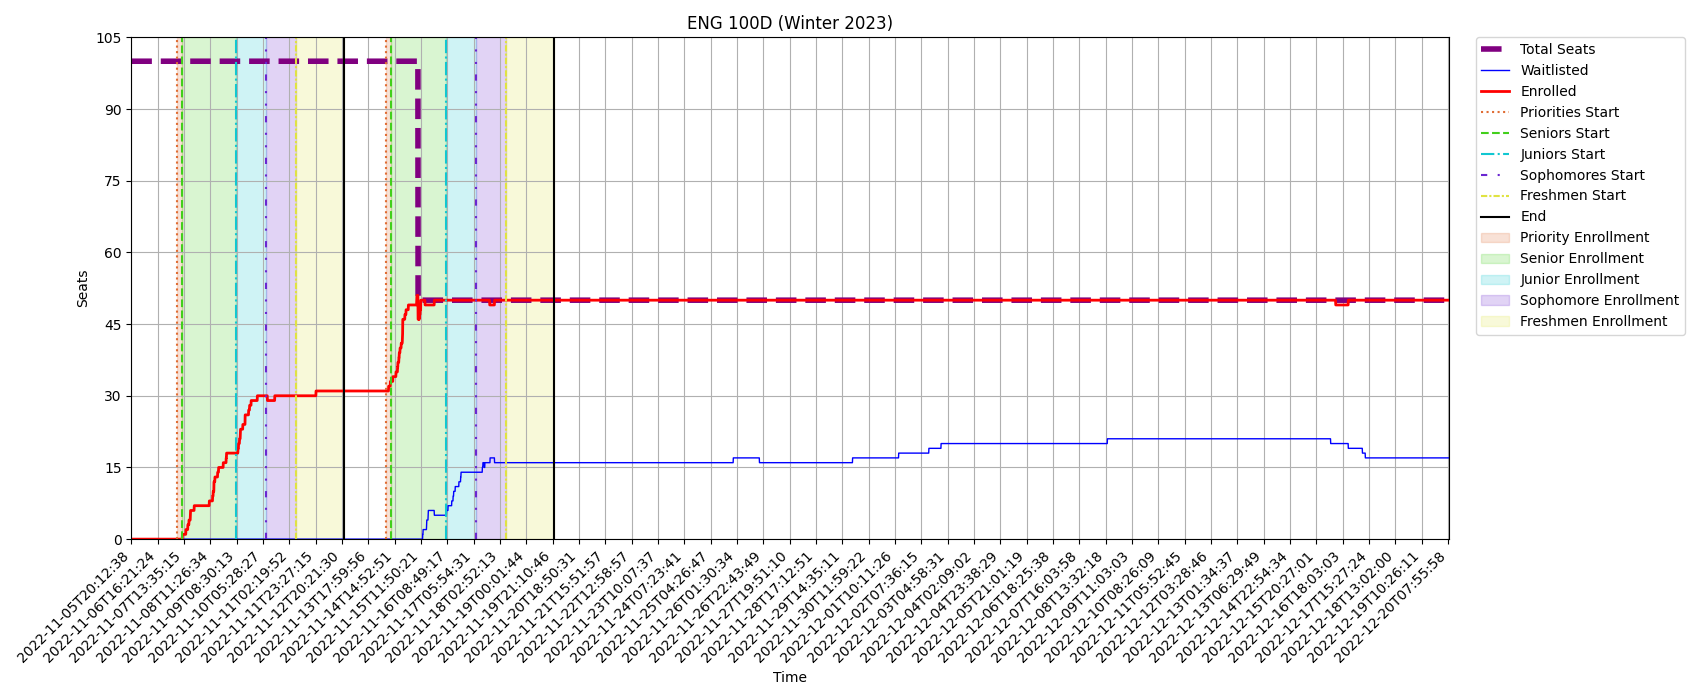 ENG 100D (Winter 2023)
Total Seats
Waitlisted
Enrolled
Priorities Start
Seniors Start
Juniors Start
Sophomores Start
Freshmen Start
End
Priority Enrollment
Senior Enrollment
Junior Enrollment
Sophomore Enrollment
Freshmen Enrollment
Seats
105
90
75
60
45
30
15
0
2022-11-05T20:12:38
2022-11-06T16:21:24
2022-11-07T13:35:15
2022-11-08T11:26:34
2022-11-09T08:30:13
2022-11-10T05:28:27
2022-11-11T02:19:52
2022-11-11T23:27:15
2022-11-12T20:21:30
2022-11-13T17:59:56
2022-11-14T14:52:51
2022-11-15T11:50:21
2022-11-16T08:49:17
2022-11-17T05:54:31
2022-11-18T02:52:13
2022-11-19T00:01:44
2022-11-19T21:10:46
2022-11-20T18:50:31
2022-11-21T15:51:57
2022-11-22T12:58:57
2022-11-23T10:07:37
2022-11-24T07:23:41
2022-11-25T04:26:47
2022-11-26T01:30:34
2022-11-26T22:43:49
2022-11-27T19:51:10
2022-11-28T17:12:51
2022-11-29T14:35:11
2022-11-30T11:59:22
2022-12-01T10:11:26
2022-12-02T07:36:15
2022-12-03T04:58:31
2022-12-04T02:09:02
2022-12-04T23:38:29
2022-12-05T21:01:19
2022-12-06T18:25:38
2022-12-07T16:03:58
2022-12-08T13:32:18
2022-12-09T11:03:03
2022-12-10T08:26:09
2022-12-11T05:52:45
2022-12-12T03:28:46
2022-12-13T01:34:37
2022-12-13T06:29:49
2022-12-14T22:54:34
2022-12-15T20:27:01
2022-12-16T18:03:03
2022-12-17T15:27:24
2022-12-18T13:02:00
2022-12-19T10:26:11
2022-12-20T07:55:58
Time